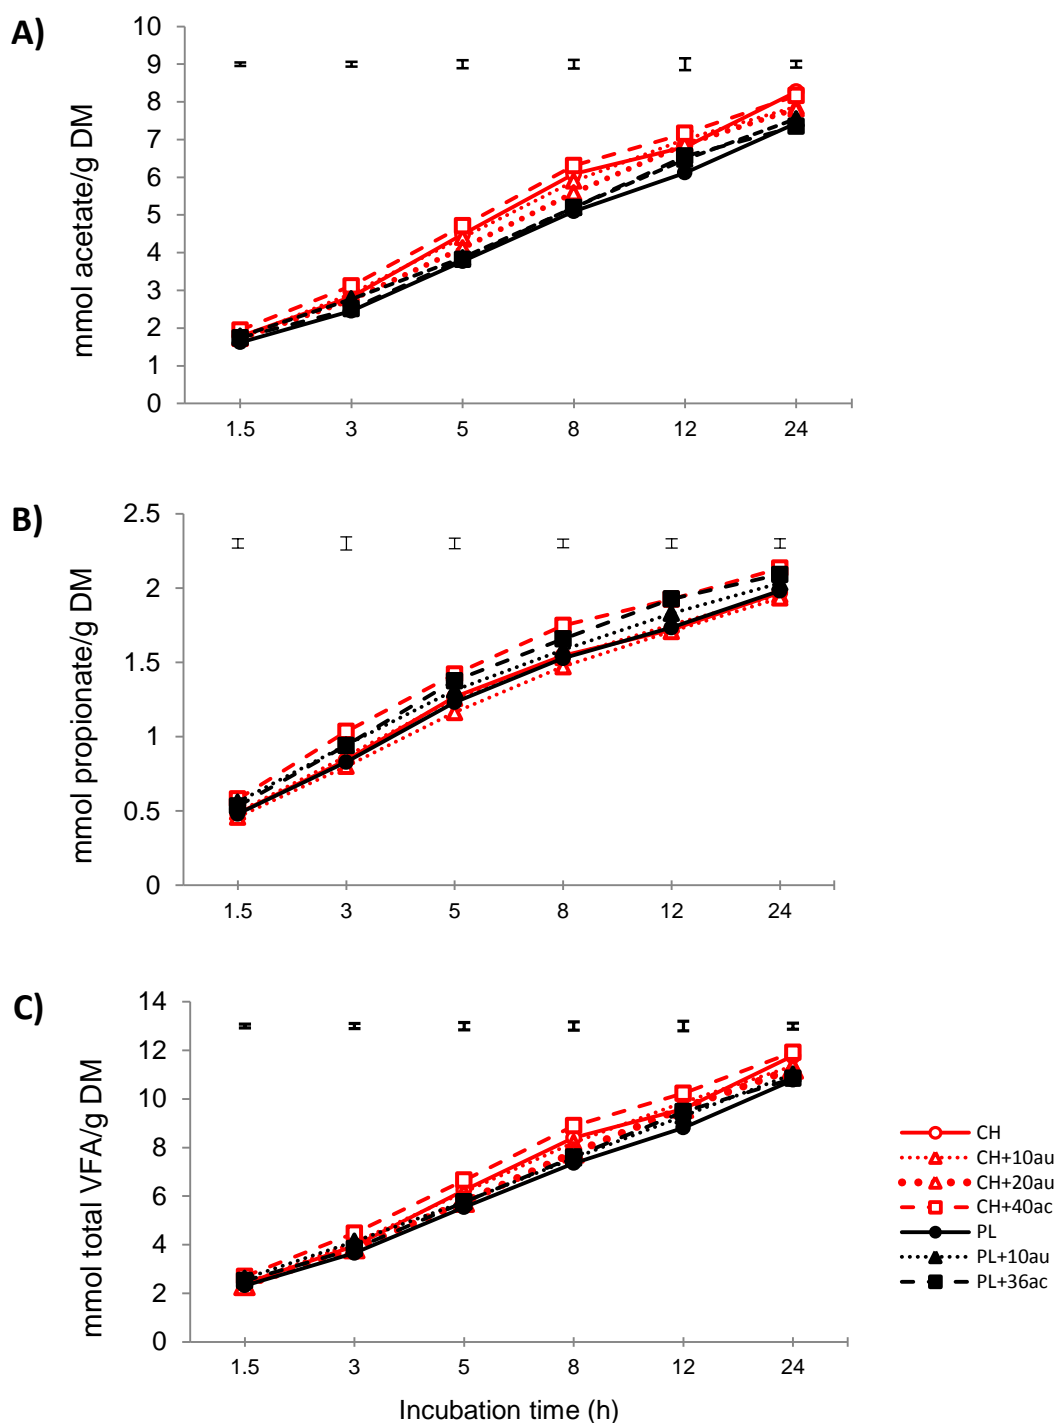 A)
mmol acetate/g DM
10
9
8
7
6
5
4
3
2
1
0
1.5 3 5 8 12 24
B)
mmol propionate/g DM
2.5
2
1.5
1
0.5
0
1.5 3 5 8 12 24
C)
mmol total VFA/g DM
14
12
10
8
6
4
2
0
1.5 3 5 8 12 24
Incubation time (h)
CH
CH+10au
CH+20au
CH+40ac
PL
PL+10au
PL+36ac